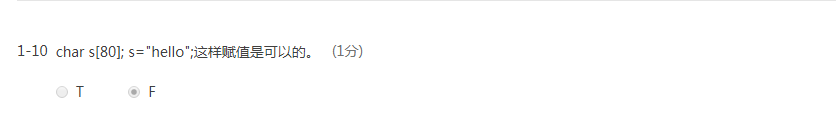 1-10 char s[80]; s="hello";这样赋值是可以的。 (1分)
T F